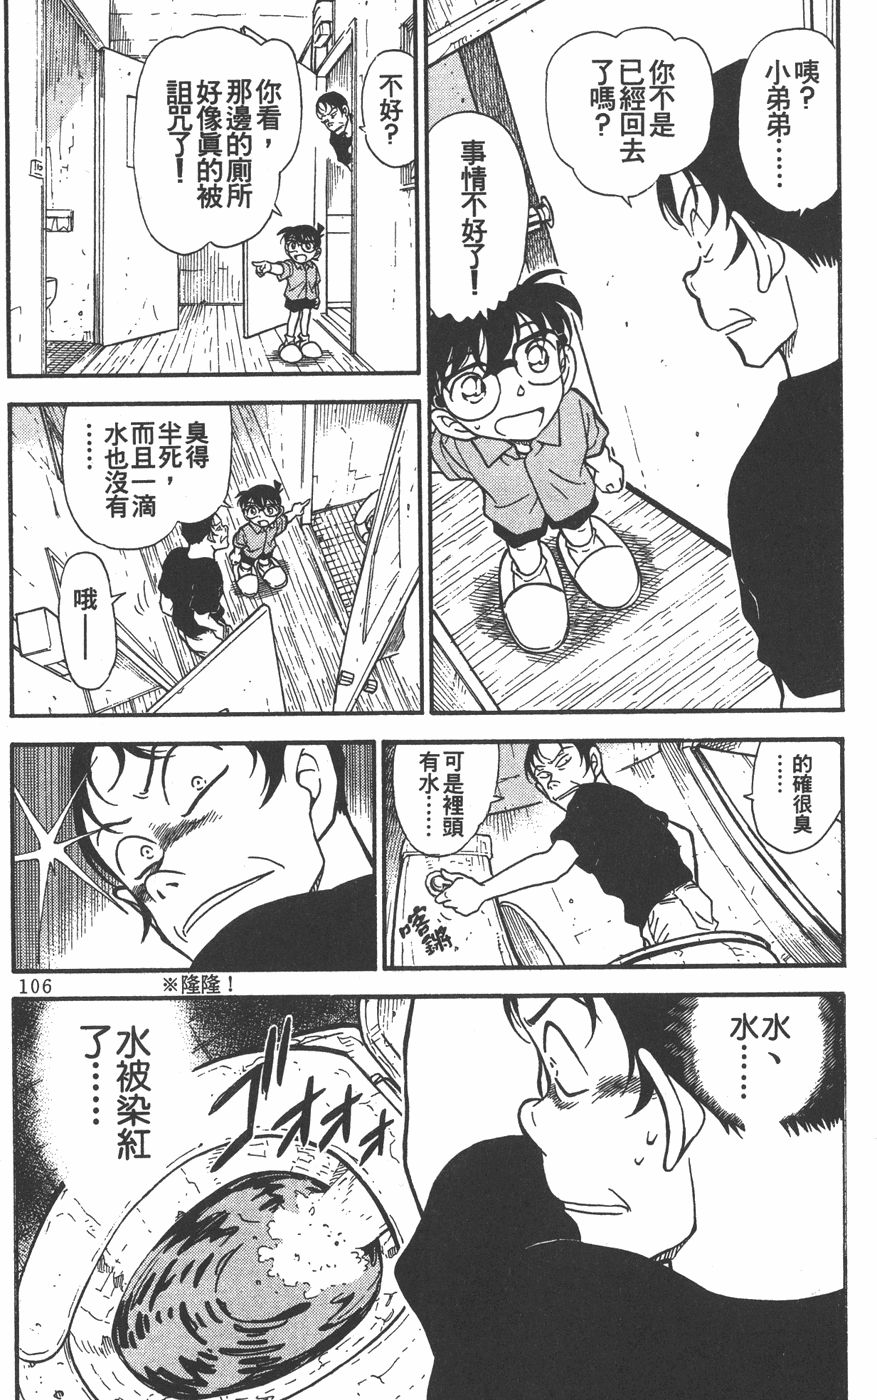 咦？
小弟弟……
你不是
已經回去
了嗎？
事情不好了！
不好？
你看，
那邊的廁所
好像真的被
詛咒了！
臭得
半死，
而且一滴
水也沒有
……
哦——
的確很臭
……
可是裡頭
有水……
喀鏘
106
※隆隆！
水、
水……
ゴオオオ
水被染紅
了……